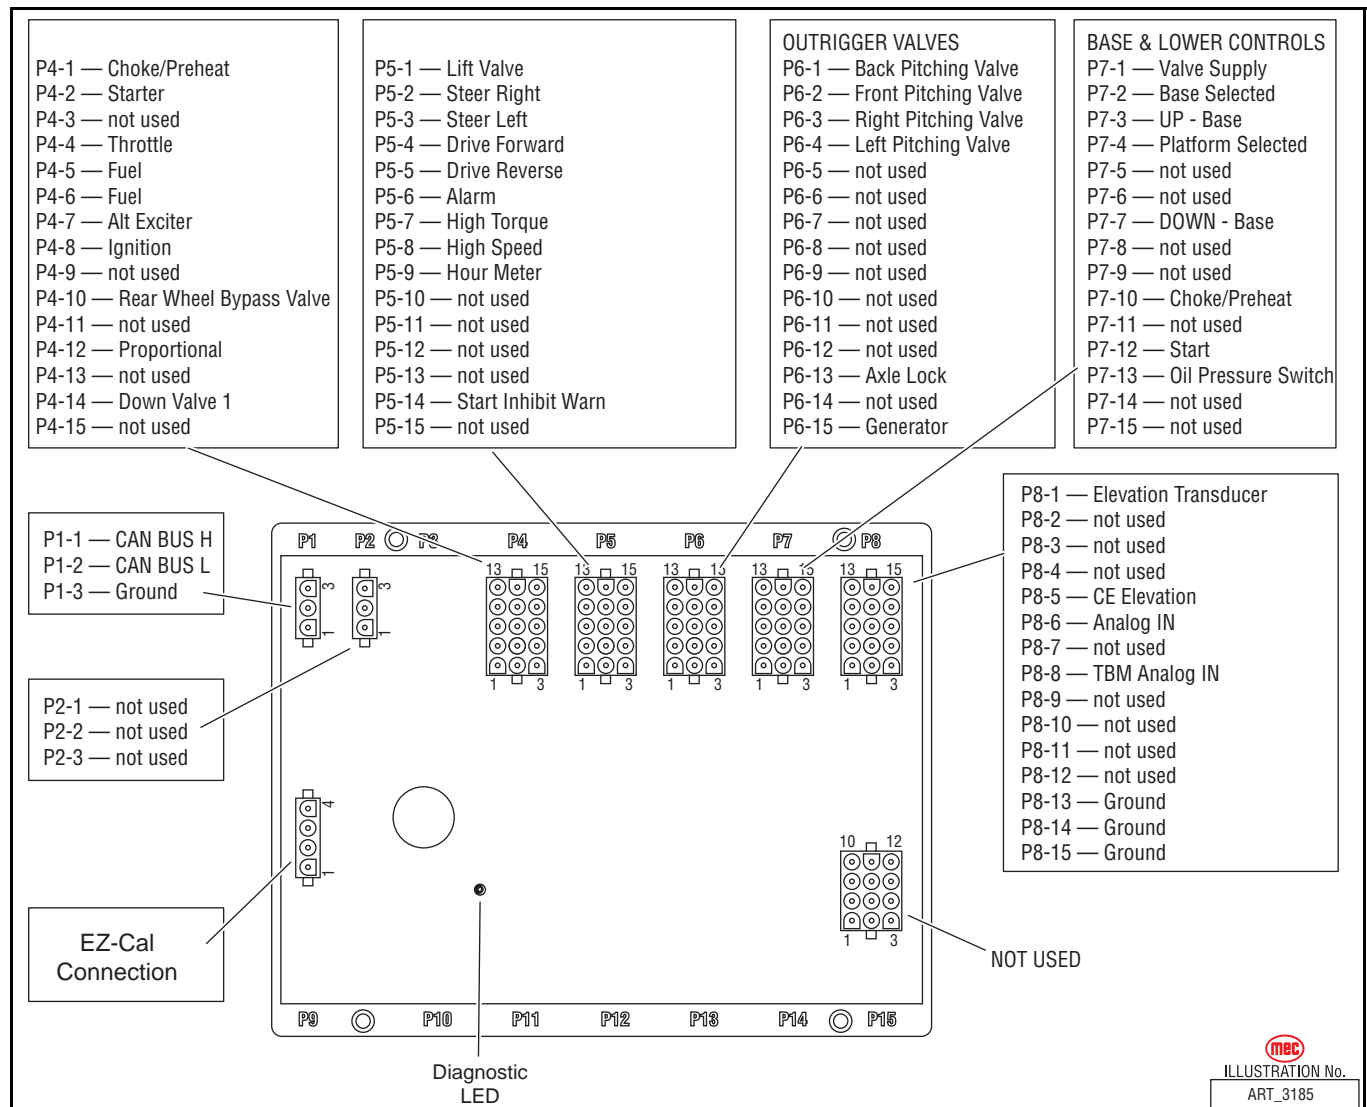 P4-1 — Choke/Preheat
P4-2 — Starter
P4-3 — not used
P4-4 — Throttle
P4-5 — Fuel
P4-6 — Fuel
P4-7 — Alt Exciter
P4-8 — Ignition
P4-9 — not used
P4-10 — Rear Wheel Bypass Valve
P4-11 — not used
P4-12 — Proportional
P4-13 — not used
P4-14 — Down Valve 1
P4-15 — not used
P5-1 — Lift Valve
P5-2 — Steer Right
P5-3 — Steer Left
P5-4 — Drive Forward
P5-5 — Drive Reverse
P5-6 — Alarm
P5-7 — High Torque
P5-8 — High Speed
P5-9 — Hour Meter
P5-10 — not used
P5-11 — not used
P5-12 — not used
P5-13 — not used
P5-14 — Start Inhibit Warn
P5-15 — not used
OUTRIGGER VALVES
P6-1 — Back Pitching Valve
P6-2 — Front Pitching Valve
P6-3 — Right Pitching Valve
P6-4 — Left Pitching Valve
P6-5 — not used
P6-6 — not used
P6-7 — not used
P6-8 — not used
P6-9 — not used
P6-10 — not used
P6-11 — not used
P6-12 — not used
P6-13 — Axle Lock
P6-14 — not used
P6-15 — Generator
BASE & LOWER CONTROLS
P7-1 — Valve Supply
P7-2 — Base Selected
P7-3 — UP - Base
P7-4 — Platform Selected
P7-5 — not used
P7-6 — not used
P7-7 — DOWN - Base
P7-8 — not used
P7-9 — not used
P7-10 — Choke/Preheat
P7-11 — not used
P7-12 — Start
P7-13 — Oil Pressure Switch
P7-14 — not used
P7-15 — not used
P1-1 — CAN BUS H
P1-2 — CAN BUS L
P1-3 — Ground
P2-1 — not used
P2-2 — not used
P2-3 — not used
EZ-Cal
Connection
P8-1 — Elevation Transducer
P8-2 — not used
P8-3 — not used
P8-4 — not used
P8-5 — CE Elevation
P8-6 — Analog IN
P8-7 — not used
P8-8 — TBM Analog IN
P8-9 — not used
P8-10 — not used
P8-11 — not used
P8-12 — not used
P8-13 — Ground
P8-14 — Ground
P8-15 — Ground
P1 P2 P3 P4 P5 P6 P7 P8
13 15 13 15 13 15 13 15 13 15
3 3
1 1
1 3 1 3 1 3 1 3 1 3
4
1
10 12
1 3
NOT USED
P9 P10 P11 P12 P13 P14 P15
Diagnostic
LED
mec
ILLUSTRATION No.
ART_3185